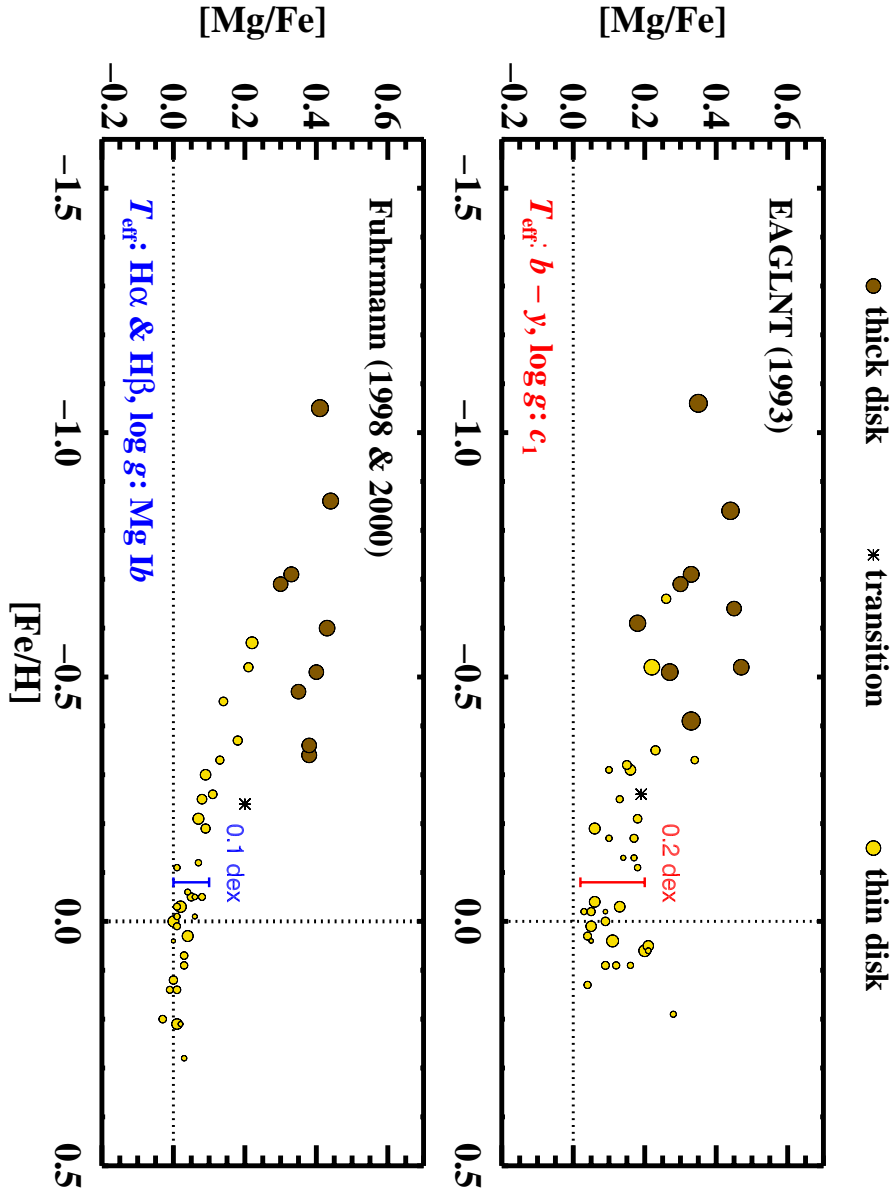 thick disk
transition
thin disk
EAGLNT (1993)
T eff: b – y, log g: c 1
0.2 dex
[Mg/Fe]
0.6
0.4
0.2
0.0
−0.2
−1.5 −1.0 −0.5 0.0 0.5
Fuhrmann (1998 & 2000)
T eff: Hα & Hβ, log g: Mg Ib
0.1 dex
[Mg/Fe]
0.6
0.4
0.2
0.0
−0.2
−1.5 −1.0 −0.5 0.0 0.5
[Fe/H]